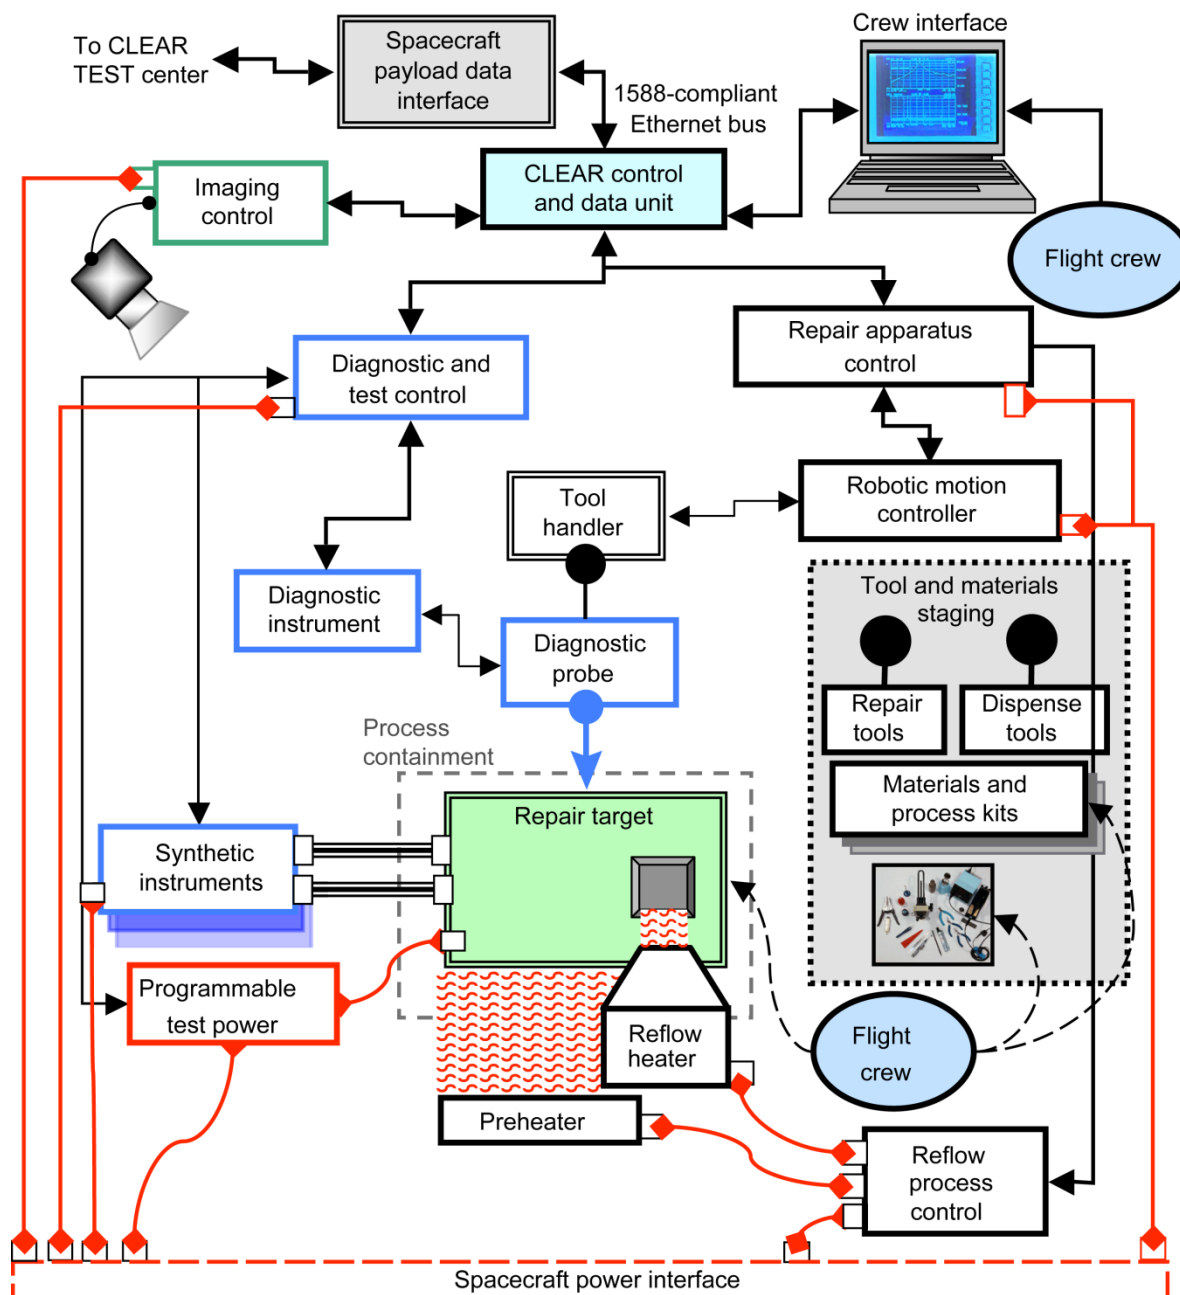 Crew interface
To CLEAR
TEST center
Spacecraft
payload data
interface
1588-compliant
Ethernet bus
Imaging
control
CLEAR control
and data unit
Flight crew
Diagnostic and
test control
Repair apparatus
control
Tool
handler
Robotic motion
controller
Diagnostic
instrument
Diagnostic
probe
Tool and materials
staging
Repair
tools
Dispense
tools
Process
containment
Materials and
process kits
Repair target
Synthetic
instruments
Programmable
test power
Reflow
heater
Flight
crew
Preheater
Reflow
process
control
Spacecraft power interface